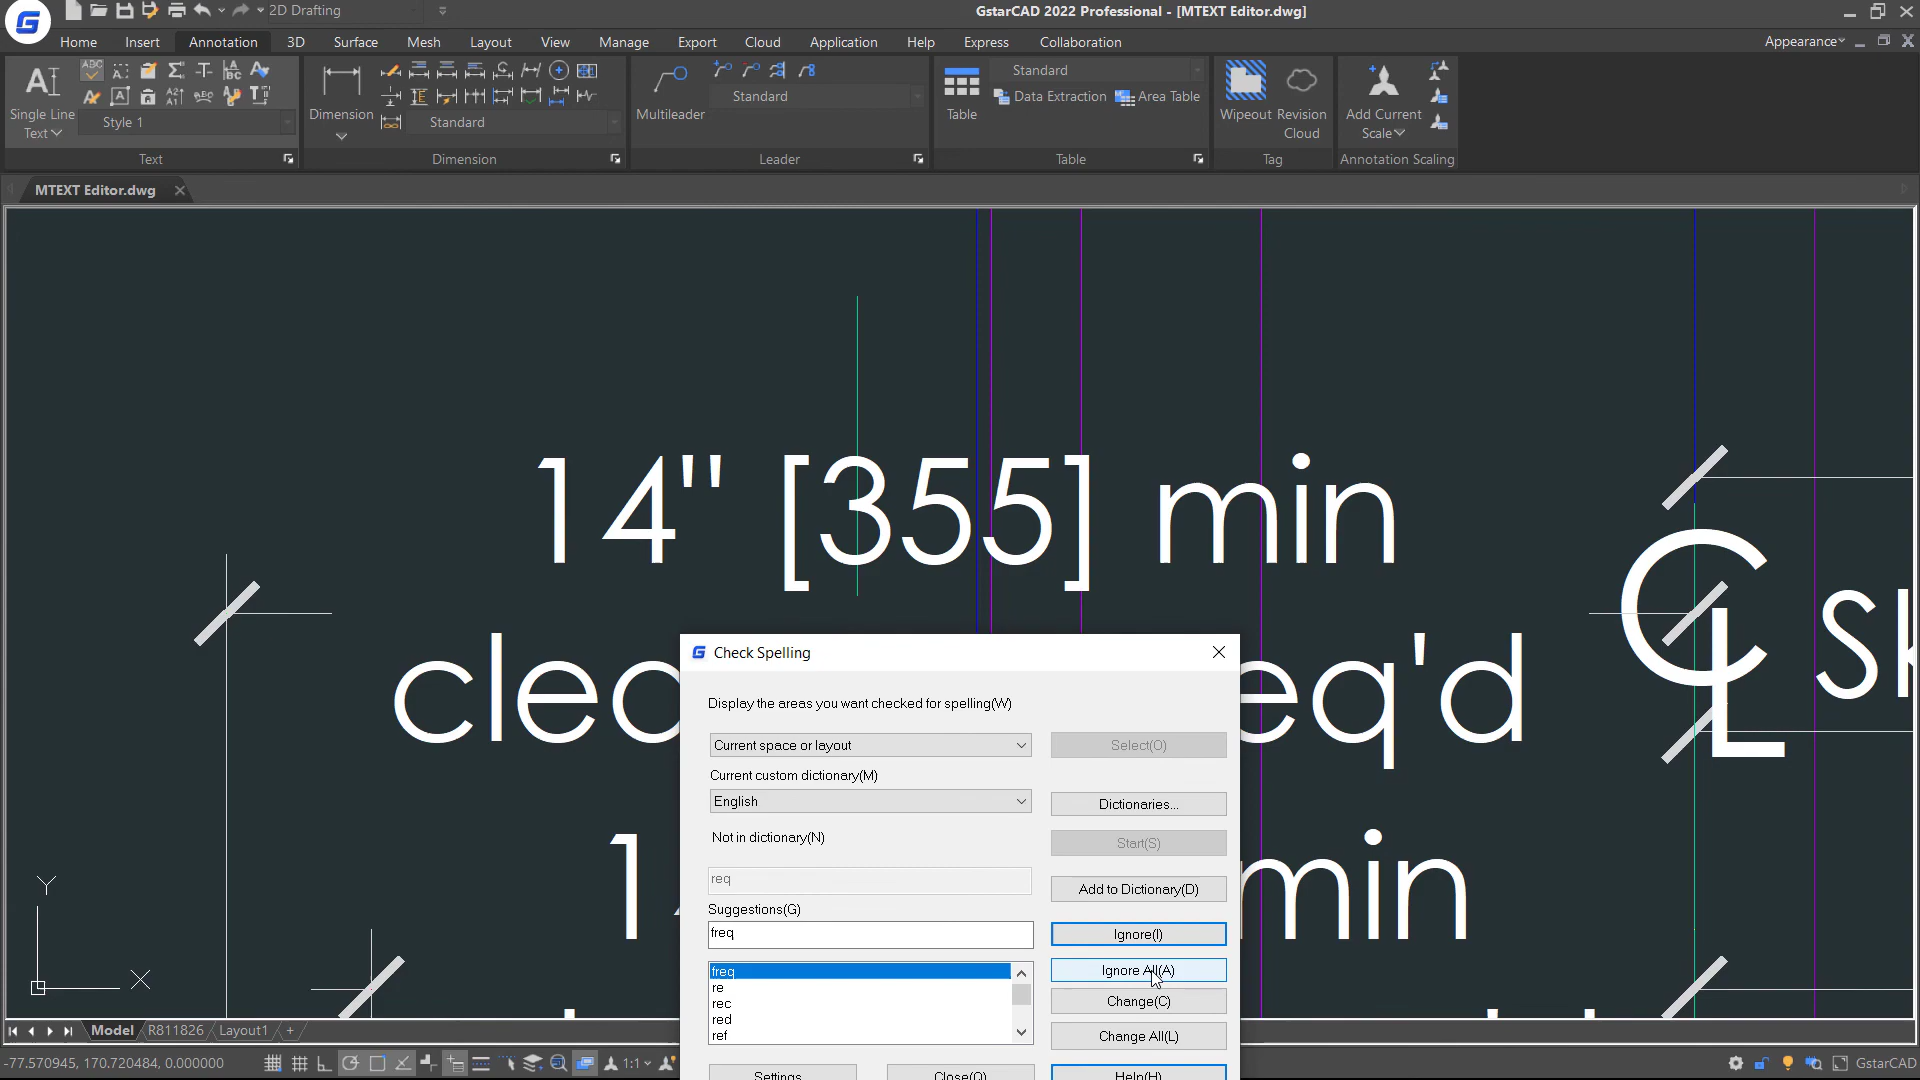 2D Drafting
GstarCAD 2022 Professional - [MTEXT Editor.dwg]
Home Insert Annotation 3D Surface Mesh Layout View Manage Export Cloud Application Help Express Collaboration
Appearance
Single Line
Text
Style 1
Text
Dimension
Standard
Dimension
Multileader
Standard
Leader
Table
Standard
Data Extraction
Area Table
Table
Wipeout
Revision
Cloud
Tag
Add Current
Scale
Annotation Scaling
MTEXT Editor.dwg
14" [355] min
eq'd
min
Check Spelling
Display the areas you want checked for spelling(W)
Current space or layout
Select(O)
Current custom dictionary(M)
English
Dictionaries...
Not in dictionary(N)
Start(S)
req
Add to Dictionary(D)
Suggestions(G)
freq
Ignore(I)
freq
Ignore All(A)
re
rec
Change(C)
red
ref
Change All(L)
Settings
Close(O)
Help(H)
Y
X
Model R811826 Layout1 +
-77.570945, 170.720484, 0.000000
1:1
GstarCAD